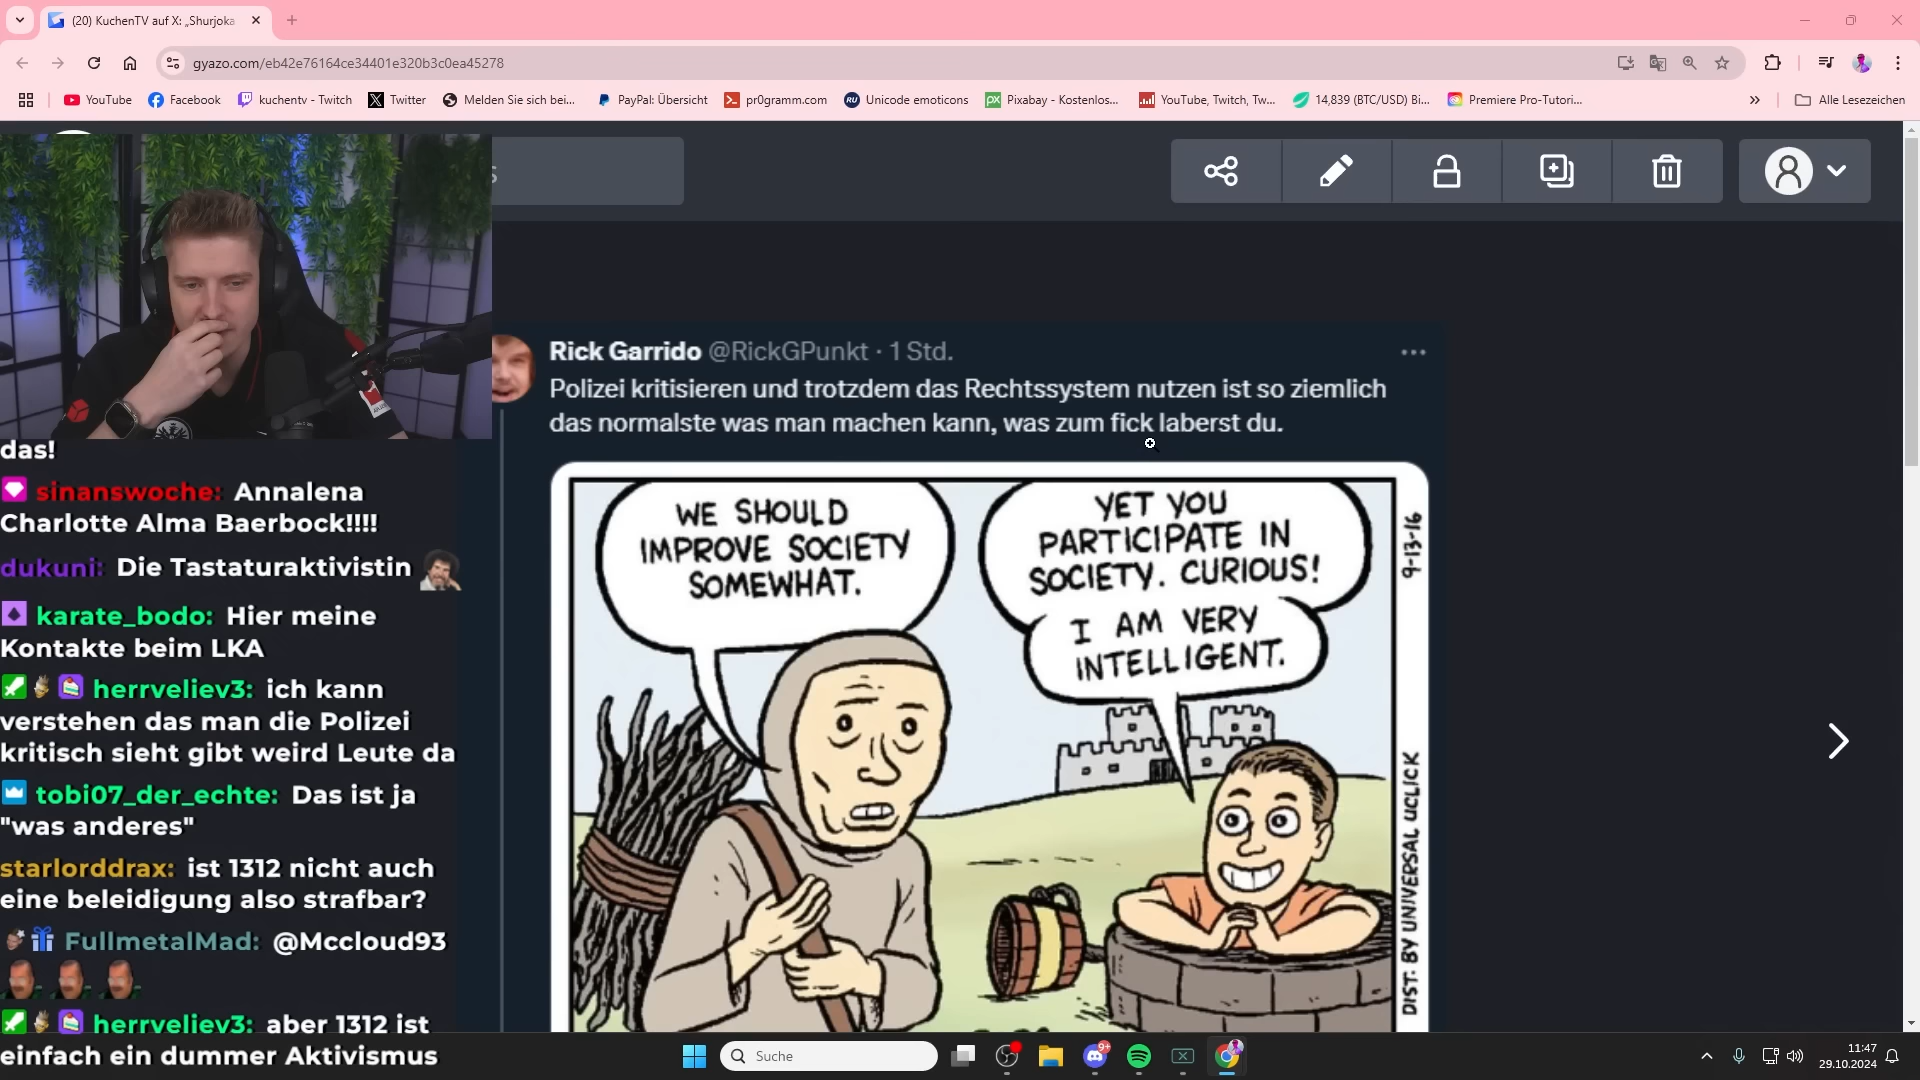 (20) KuchenTV auf X: „Shurjoka
gyazo.com/eb42e76164ce34401e320b3c0ea45278
YouTube
Facebook
kuchentv - Twitch
Twitter
Melden Sie sich bei...
PayPal: Übersicht
pr0gramm.com
Unicode emoticons
Pixabay - Kostenlos...
YouTube, Twitch, Tw...
14,839 (BTC/USD) Bi...
Premiere Pro-Tutori...
Alle Lesezeichen
Rick Garrido @RickGPunkt · 1 Std.
Polizei kritisieren und trotzdem das Rechtssystem nutzen ist so ziemlich
das normalste was man machen kann, was zum fick laberst du.
WE SHOULD
IMPROVE SOCIETY
SOMEWHAT.
YET YOU
PARTICIPATE IN
SOCIETY. CURIOUS!
I AM VERY
INTELLIGENT.
9-13-16
DIST. BY UNIVERSAL UCLICK
das!
sinanswoche: Annalena
Charlotte Alma Baerbock!!!!
dukuni: Die Tastaturaktivistin
karate_bodo: Hier meine
Kontakte beim LKA
herrveliev3: ich kann
verstehen das man die Polizei
kritisch sieht gibt weird Leute da
tobi07_der_echte: Das ist ja
"was anderes"
starlorddrax: ist 1312 nicht auch
eine beleidigung also strafbar?
FullmetalMad: @Mccloud93
herrveliev3: aber 1312 ist
einfach ein dummer Aktivismus
Suche
9+
11:47
29.10.2024